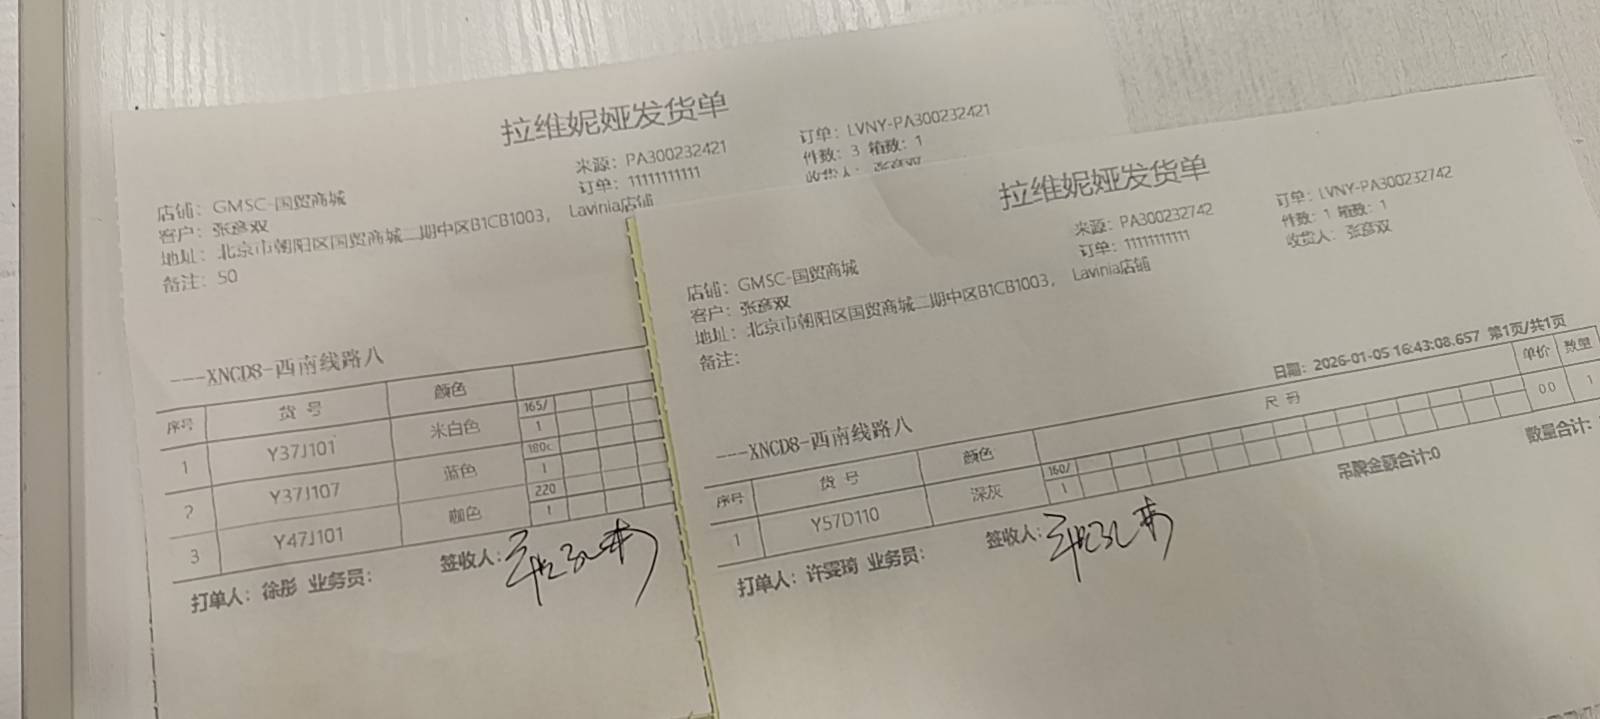 拉维妮娅发货单
来源：PA300232421
订单：LVNY-PA300232421
订单：11111111111
件数：3 箱数：1
收货人：张彦双
店铺：GMSC-国贸商城
客户：张彦双
地址：北京市朝阳区国贸商城二期中区B1CB1003， Lavinia店铺
备注：50
----XNCD8-西南线路八
序号 货 号 颜色
165/
1 Y37J101 米白色 1
180c
2 Y37J107 蓝色 1
220
3 Y47J101 咖色 1
打单人：徐彤 业务员： 签收人：
拉维妮娅发货单
来源：PA300232742
订单：LVNY-PA300232742
订单：11111111111
件数：1 箱数：1
收货人：张彦双
店铺：GMSC-国贸商城
客户：张彦双
地址：北京市朝阳区国贸商城二期中区B1CB1003， Lavinia店铺
备注：
----XNCD8-西南线路八
日期：2026-01-05 16:43:08.657 第1页/共1页
序号 货 号 颜色 尺 码 单价 数量
160/
1 Y57D110 深灰 1 0.0 1
吊牌金额合计:0 数量合计:
打单人：许雯琦 业务员： 签收人：